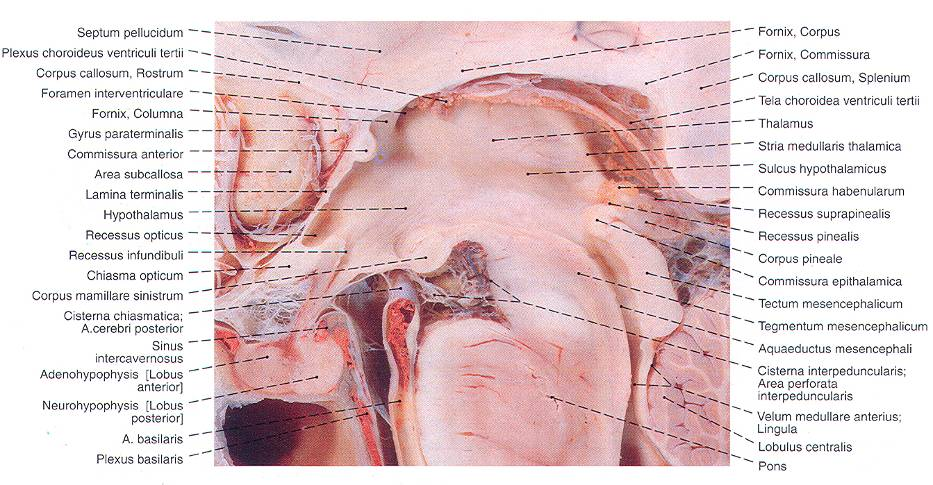 Septum pellucidum
Plexus choroideus ventriculi tertii
Corpus callosum, Rostrum
Foramen interventriculare
Fornix, Columna
Gyrus paraterminalis
Commissura anterior
Area subcallosa
Lamina terminalis
Hypothalamus
Recessus opticus
Recessus infundibuli
Chiasma opticum
Corpus mamillare sinistrum
Cisterna chiasmatica;
A.cerebri posterior
Sinus
intercavernosus
Adenohypophysis [Lobus
anterior]
Neurohypophysis [Lobus
posterior]
A. basilaris
Plexus basilaris
Fornix, Corpus
Fornix, Commissura
Corpus callosum, Splenium
Tela choroidea ventriculi tertii
Thalamus
Stria medullaris thalamica
Sulcus hypothalamicus
Commissura habenularum
Recessus suprapinealis
Recessus pinealis
Corpus pineale
Commissura epithalamica
Tectum mesencephalicum
Tegmentum mesencephalicum
Aquaeductus mesencephali
Cisterna interpeduncularis;
Area perforata
interpeduncularis
Velum medullare anterius;
Lingula
Lobulus centralis
Pons